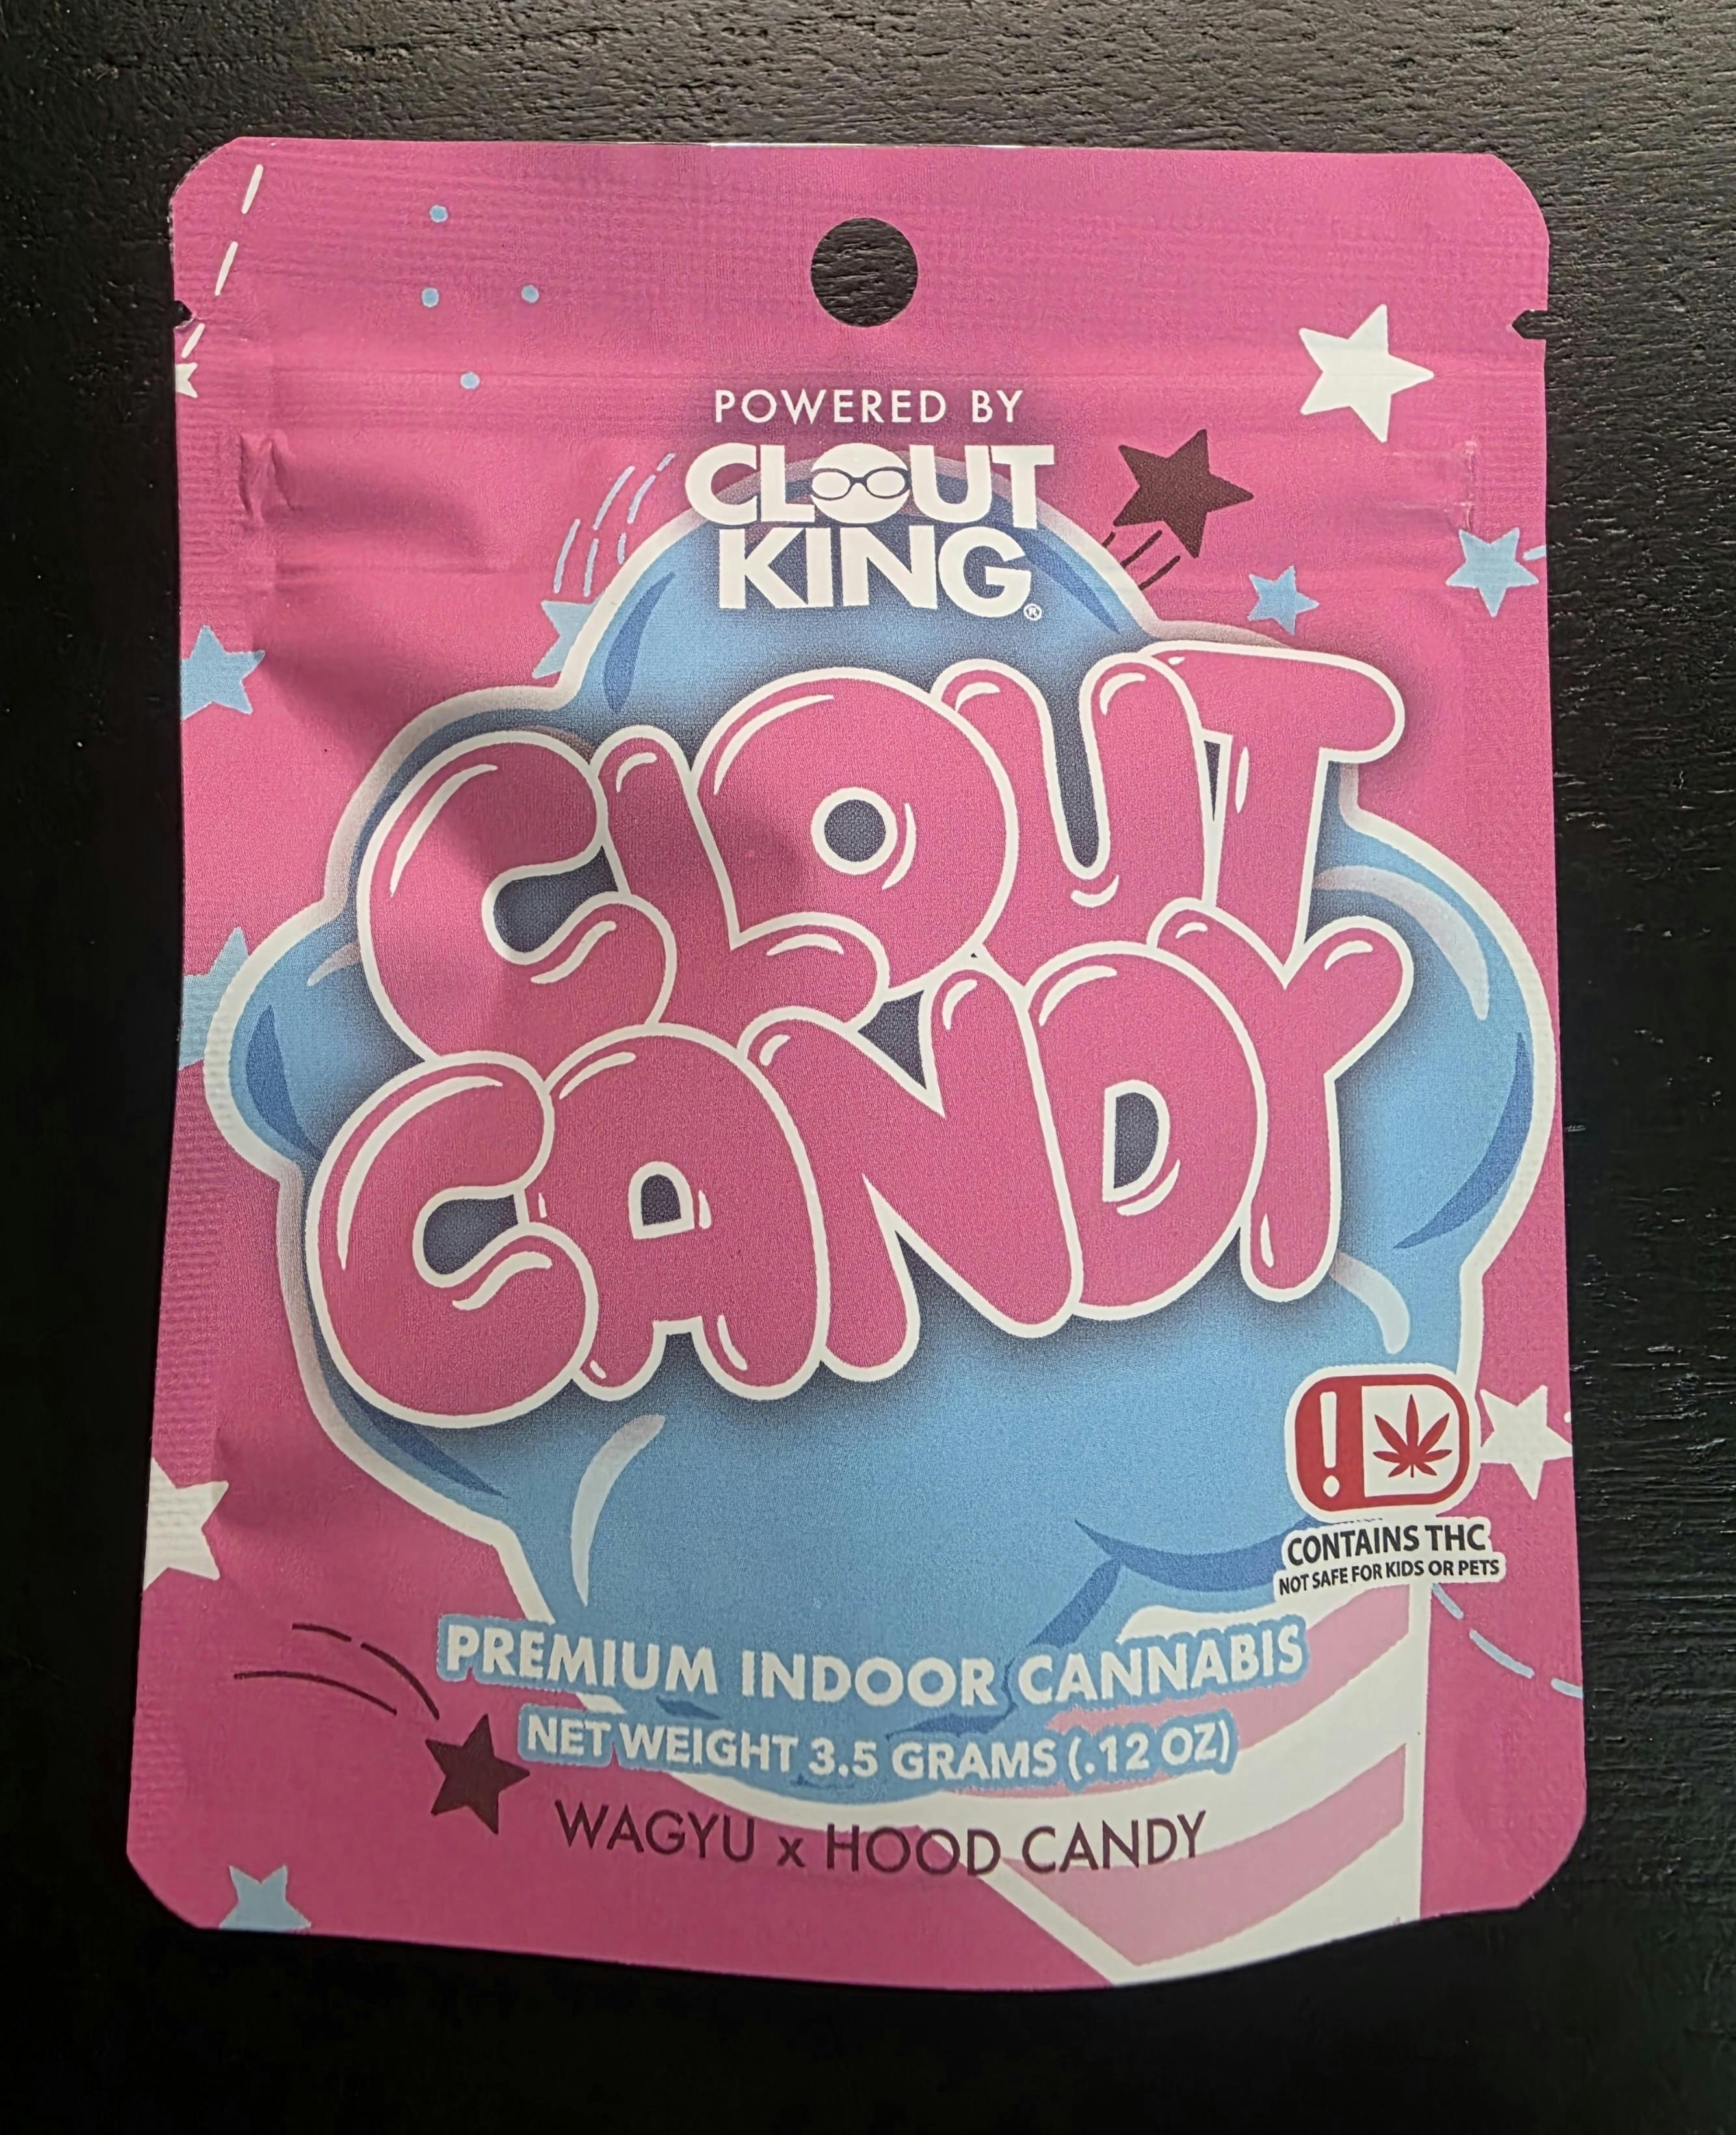 POWERED BY
CLOUT
KING®
CLOUT
CANDY
!
CONTAINS THC
NOT SAFE FOR KIDS OR PETS
PREMIUM INDOOR CANNABIS
NET WEIGHT 3.5 GRAMS (.12 OZ)
WAGYU x HOOD CANDY